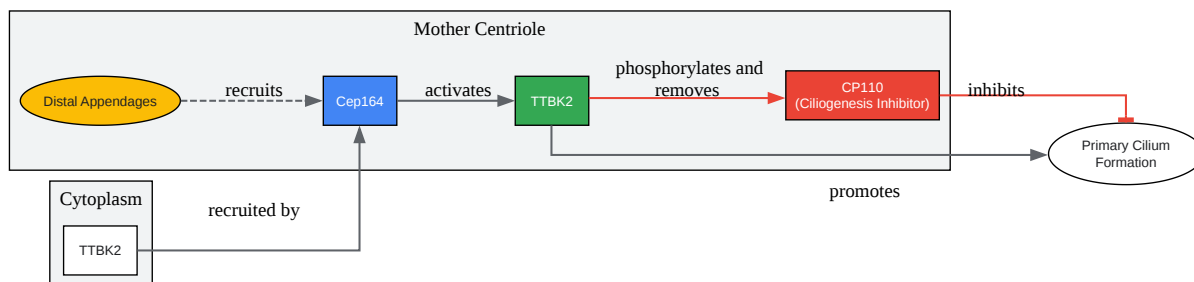 Mother Centriole
Distal Appendages
recruits
Cep164
activates
TTBK2
phosphorylates and
removes
CP110
(Ciliogenesis Inhibitor)
inhibits
Primary Cilium
Formation
promotes
Cytoplasm
TTBK2
recruited by